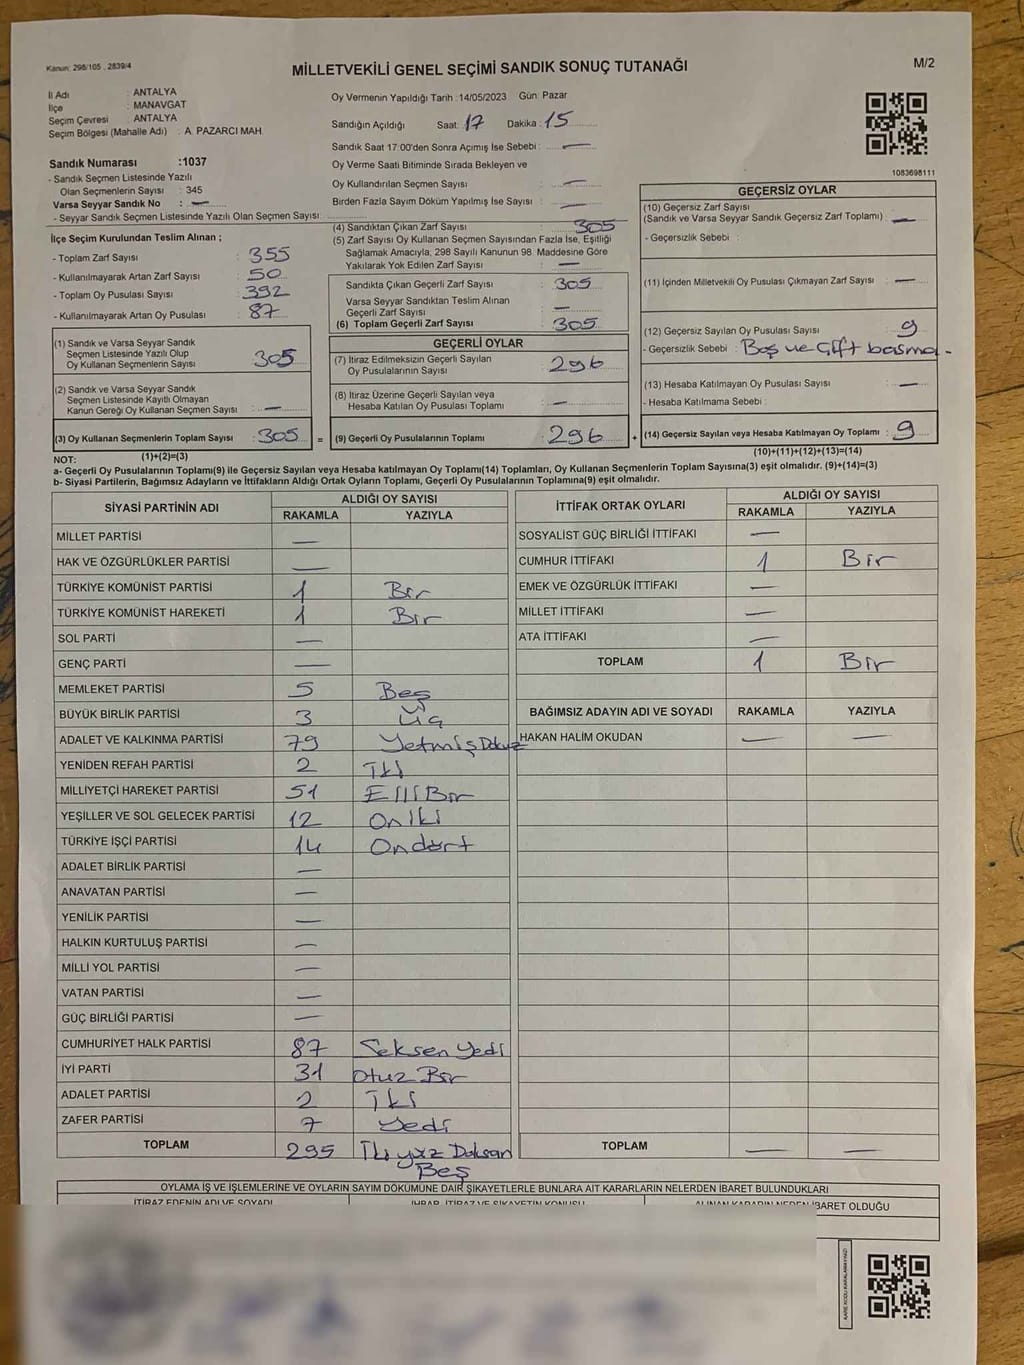 Kanun: 298/105 , 2839/4
MİLLETVEKİLİ GENEL SEÇİMİ SANDIK SONUÇ TUTANAĞI
M/2
İl Adı : ANTALYA
İlçe : MANAVGAT
Seçim Çevresi : ANTALYA
Seçim Bölgesi (Mahalle Adı) : A. PAZARCI MAH.
Sandık Numarası :1037
- Sandık Seçmen Listesinde Yazılı
Olan Seçmenlerin Sayısı : 345
Varsa Seyyar Sandık No : —
- Seyyar Sandık Seçmen Listesinde Yazılı Olan Seçmen Sayısı :
Oy Vermenin Yapıldığı Tarih :14/05/2023 Gün: Pazar
Sandığın Açıldığı Saat: 17 Dakika : 15
Sandık Saat 17:00'den Sonra Açımış İse Sebebi : —
Oy Verme Saati Bitiminde Sırada Bekleyen ve
Oy Kullandırılan Seçmen Sayısı : —
Birden Fazla Sayım Döküm Yapılmış İse Sayısı : —
1083698111
İlçe Seçim Kurulundan Teslim Alınan ;
- Toplam Zarf Sayısı : 355
- Kullanılmayarak Artan Zarf Sayısı : 50
- Toplam Oy Pusulası Sayısı : 392
- Kullanılmayarak Artan Oy Pusulası : 87
(1) Sandık ve Varsa Seyyar Sandık
Seçmen Listesinde Yazılı Olup
Oy Kullanan Seçmenlerin Sayısı : 305
(2) Sandık ve Varsa Seyyar Sandık
Seçmen Listesinde Kayıtlı Olmayan
Kanun Gereği Oy Kullanan Seçmen Sayısı : —
(3) Oy Kullanan Seçmenlerin Toplam Sayısı : 305 =
(4) Sandıktan Çıkan Zarf Sayısı : 305
(5) Zarf Sayısı Oy Kullanan Seçmen Sayısından Fazla İse, Eşitliği
Sağlamak Amacıyla, 298 Sayılı Kanunun 98. Maddesine Göre
Yakılarak Yok Edilen Zarf Sayısı : —
Sandıkta Çıkan Geçerli Zarf Sayısı : 305
Varsa Seyyar Sandıktan Teslim Alınan
Geçerli Zarf Sayısı : —
(6) Toplam Geçerli Zarf Sayısı : 305
GEÇERLİ OYLAR
(7) İtiraz Edilmeksizin Geçerli Sayılan
Oy Pusulalarının Sayısı : 296
(8) İtiraz Üzerine Geçerli Sayılan veya
Hesaba Katılan Oy Pusulası Toplamı : —
(9) Geçerli Oy Pusulalarının Toplamı : 296 +
GEÇERSİZ OYLAR
(10) Geçersiz Zarf Sayısı
(Sandık ve Varsa Seyyar Sandık Geçersiz Zarf Toplamı) : —
- Geçersizlik Sebebi :
(11) İçinden Milletvekili Oy Pusulası Çıkmayan Zarf Sayısı : —
(12) Geçersiz Sayılan Oy Pusulası Sayısı : 9
- Geçersizlik Sebebi : Boş ve Çift basma -
(13) Hesaba Katılmayan Oy Pusulası Sayısı : —
- Hesaba Katılmama Sebebi :
(14) Geçersiz Sayılan veya Hesaba Katılmayan Oy Toplamı : 9
NOT: (1)+(2)=(3) (10)+(11)+(12)+(13)=(14)
a- Geçerli Oy Pusulalarının Toplamı(9) ile Geçersiz Sayılan veya Hesaba katılmayan Oy Toplamı(14) Toplamları, Oy Kullanan Seçmenlerin Toplam Sayısına(3) eşit olmalıdır. (9)+(14)=(3)
b- Siyasi Partilerin, Bağımsız Adayların ve İttifakların Aldığı Ortak Oyların Toplamı, Geçerli Oy Pusulalarının Toplamına(9) eşit olmalıdır.
SİYASİ PARTİNİN ADI ALDIĞI OY SAYISI
RAKAMLA YAZIYLA
MİLLET PARTİSİ —
HAK VE ÖZGÜRLÜKLER PARTİSİ —
TÜRKİYE KOMÜNİST PARTİSİ 1 Bir
TÜRKİYE KOMÜNİST HAREKETİ 1 Bir
SOL PARTİ —
GENÇ PARTİ —
MEMLEKET PARTİSİ 5 Beş
BÜYÜK BİRLİK PARTİSİ 3 Üç
ADALET VE KALKINMA PARTİSİ 79 Yetmiş Dokuz
YENİDEN REFAH PARTİSİ 2 İki
MİLLİYETÇİ HAREKET PARTİSİ 51 Elli Bir
YEŞİLLER VE SOL GELECEK PARTİSİ 12 On iki
TÜRKİYE İŞÇİ PARTİSİ 14 Ondört
ADALET BİRLİK PARTİSİ —
ANAVATAN PARTİSİ —
YENİLİK PARTİSİ —
HALKIN KURTULUŞ PARTİSİ —
MİLLİ YOL PARTİSİ —
VATAN PARTİSİ —
GÜÇ BİRLİĞİ PARTİSİ —
CUMHURİYET HALK PARTİSİ 87 Seksen Yedi
İYİ PARTİ 31 Otuz Bir
ADALET PARTİSİ 2 İki
ZAFER PARTİSİ 7 Yedi
TOPLAM 295 İki yüz Doksan
Beş
İTTİFAK ORTAK OYLARI ALDIĞI OY SAYISI
RAKAMLA YAZIYLA
SOSYALİST GÜÇ BİRLİĞİ İTTİFAKI —
CUMHUR İTTİFAKI 1 Bir
EMEK VE ÖZGÜRLÜK İTTİFAKI —
MİLLET İTTİFAKI —
ATA İTTİFAKI —
TOPLAM 1 Bir
BAĞIMSIZ ADAYIN ADI VE SOYADI RAKAMLA YAZIYLA
HAKAN HALİM OKUDAN — —
TOPLAM — —
OYLAMA İŞ VE İŞLEMLERİNE VE OYLARIN SAYIM DÖKÜMÜNE DAİR ŞİKAYETLERLE BUNLARA AİT KARARLARIN NELERDEN İBARET BULUNDUKLARI
İTİRAZ EDENİN ADI VE SOYADI İHBAR, İTİRAZ VE ŞİKAYETİN KONUSU ALINAN KARARIN NEDEN İBARET OLDUĞU
KARE KODU KARALAMAYINIZ!